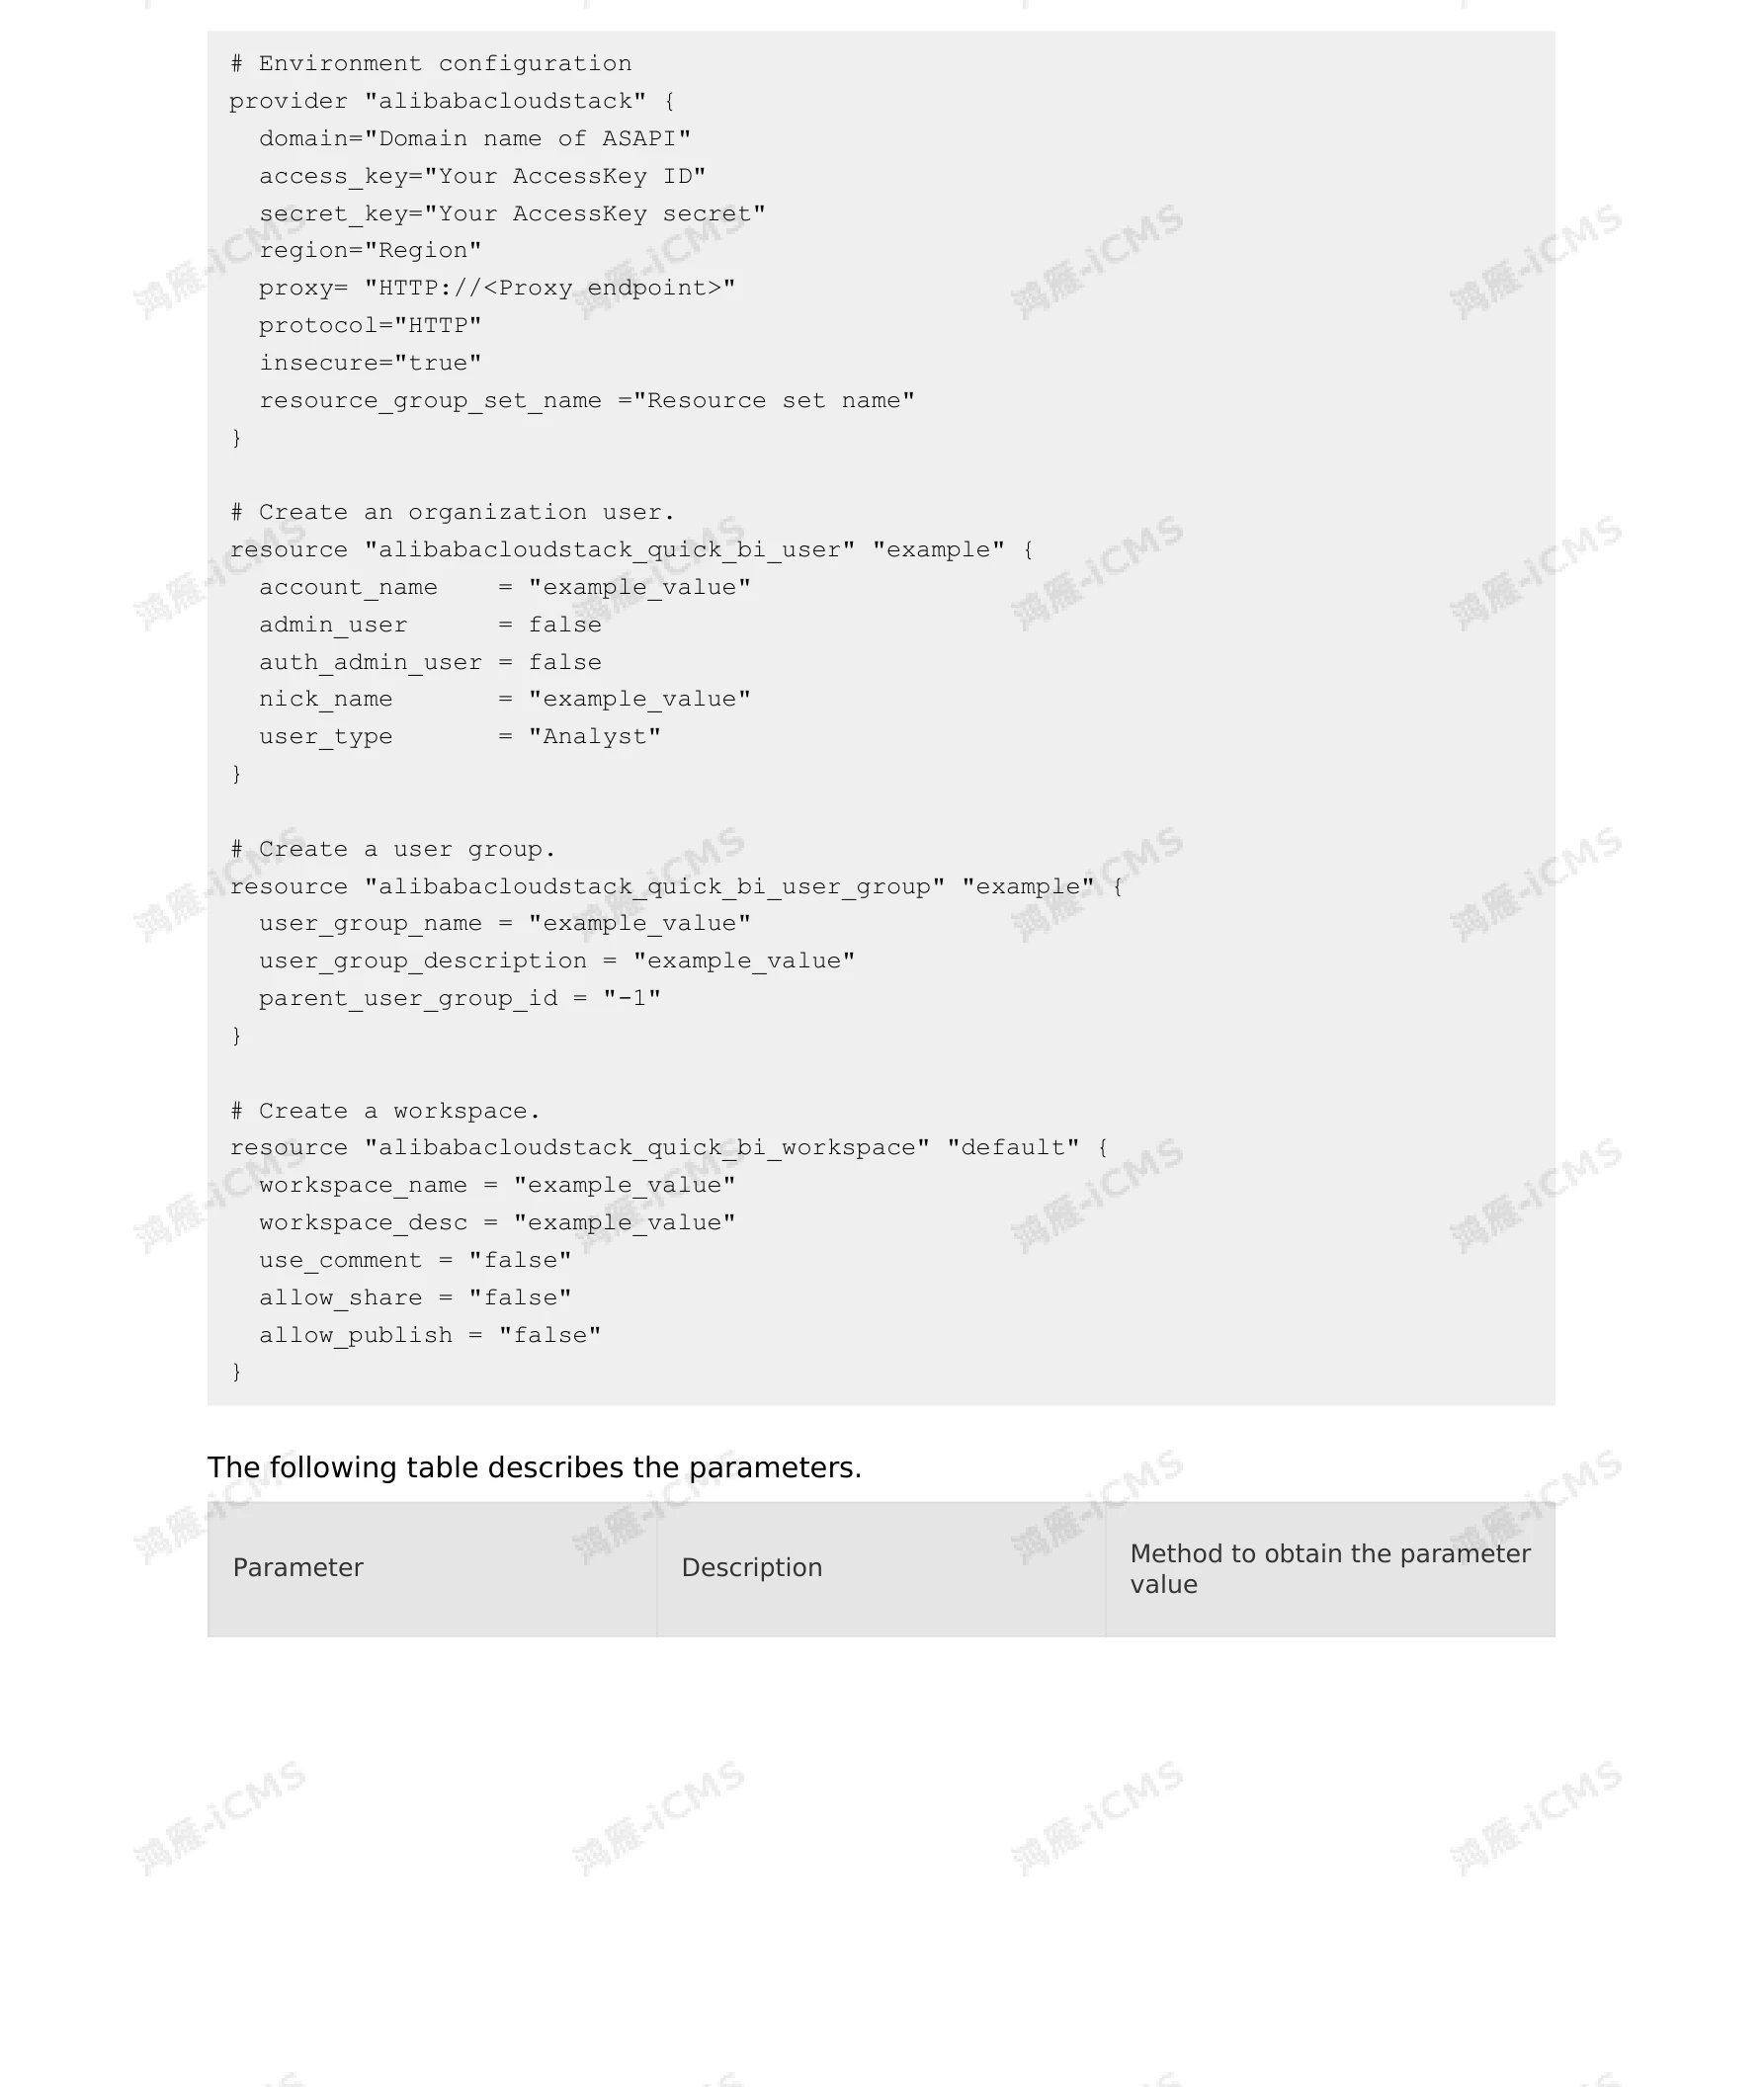 # Environment configuration
provider "alibabacloudstack" {
  domain="Domain name of ASAPI"
  access_key="Your AccessKey ID"
  secret_key="Your AccessKey secret"
  region="Region"
  proxy= "HTTP://<Proxy endpoint>"
  protocol="HTTP"
  insecure="true"
  resource_group_set_name ="Resource set name"
}

# Create an organization user.
resource "alibabacloudstack_quick_bi_user" "example" {
  account_name    = "example_value"
  admin_user      = false
  auth_admin_user = false
  nick_name       = "example_value"
  user_type       = "Analyst"
}

# Create a user group.
resource "alibabacloudstack_quick_bi_user_group" "example" {
  user_group_name = "example_value"
  user_group_description = "example_value"
  parent_user_group_id = "-1"
}

# Create a workspace.
resource "alibabacloudstack_quick_bi_workspace" "default" {
  workspace_name = "example_value"
  workspace_desc = "example_value"
  use_comment = "false"
  allow_share = "false"
  allow_publish = "false"
}

The following table describes the parameters.
Parameter
Description
Method to obtain the parameter
value
鸿雁-iCMS